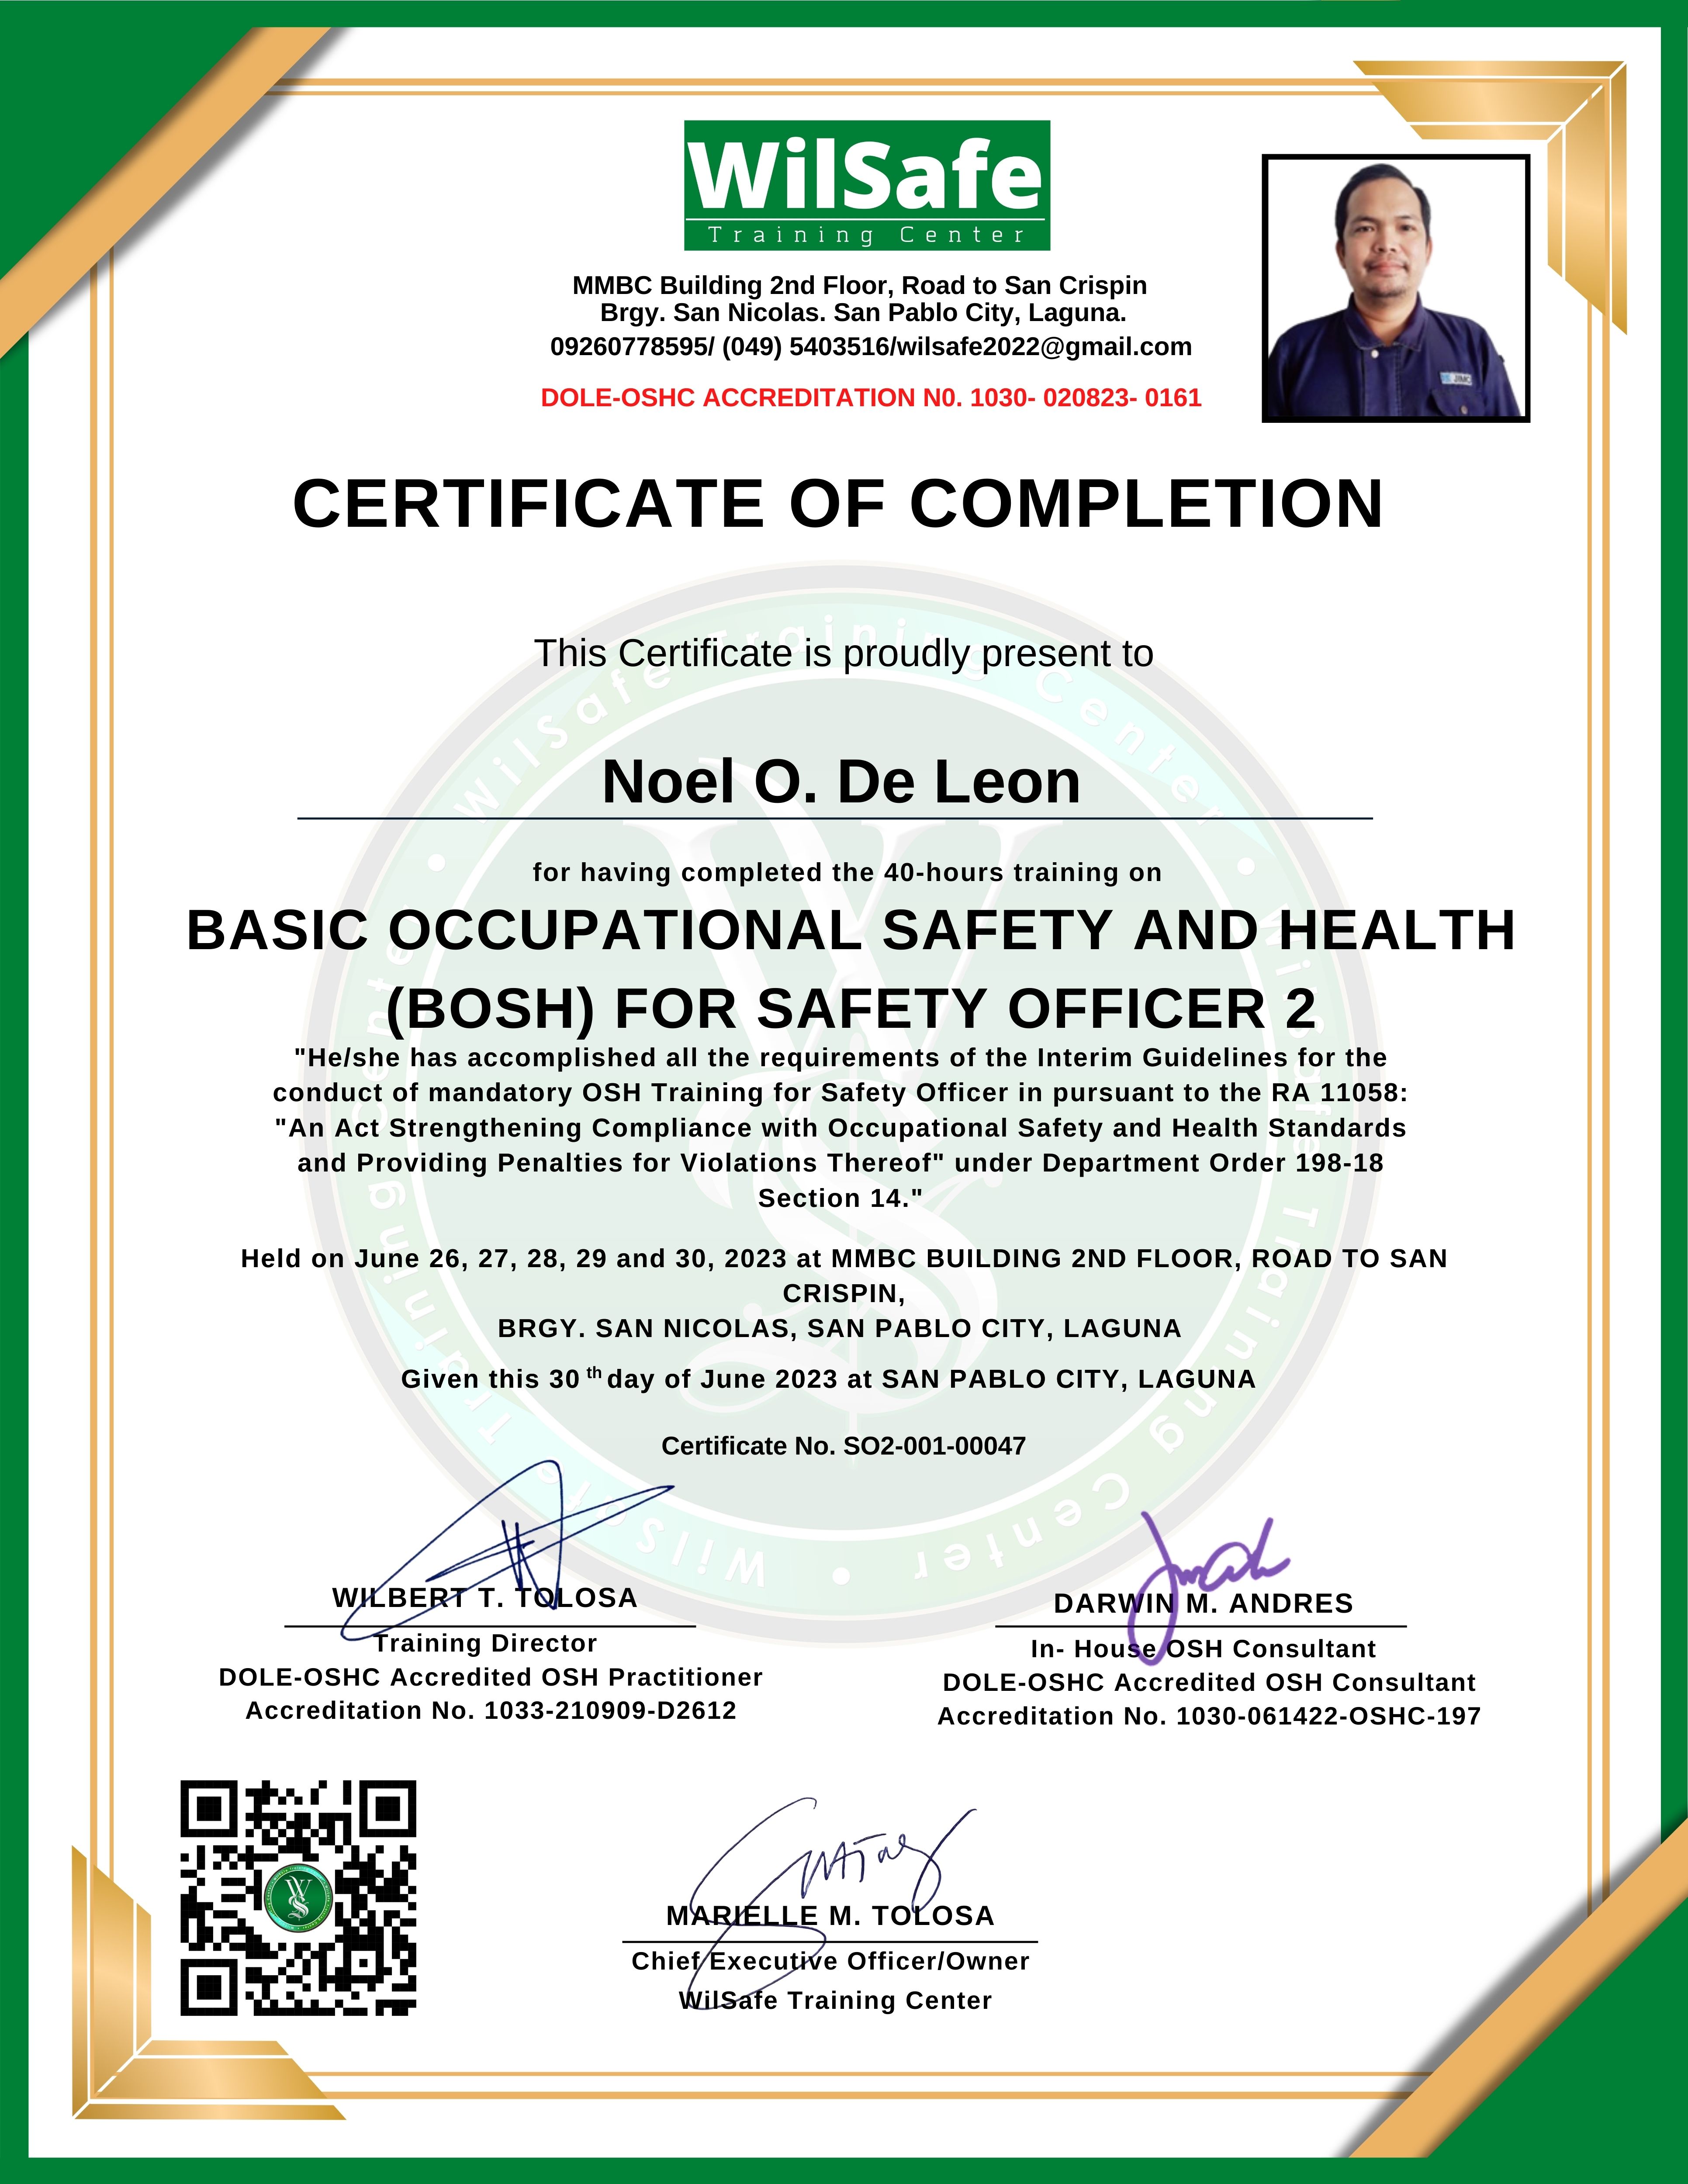 WilSafe
Training Center
MMBC Building 2nd Floor, Road to San Crispin
Brgy. San Nicolas. San Pablo City, Laguna.
09260778595/ (049) 5403516/wilsafe2022@gmail.com
DOLE-OSHC ACCREDITATION N0. 1030- 020823- 0161
JIMC
CERTIFICATE OF COMPLETION
This Certificate is proudly present to
Noel O. De Leon
for having completed the 40-hours training on
BASIC OCCUPATIONAL SAFETY AND HEALTH
(BOSH) FOR SAFETY OFFICER 2
"He/she has accomplished all the requirements of the Interim Guidelines for the
conduct of mandatory OSH Training for Safety Officer in pursuant to the RA 11058:
"An Act Strengthening Compliance with Occupational Safety and Health Standards
and Providing Penalties for Violations Thereof" under Department Order 198-18
Section 14."
Held on June 26, 27, 28, 29 and 30, 2023 at MMBC BUILDING 2ND FLOOR, ROAD TO SAN
CRISPIN,
BRGY. SAN NICOLAS, SAN PABLO CITY, LAGUNA
Given this 30 th day of June 2023 at SAN PABLO CITY, LAGUNA
Certificate No. SO2-001-00047
WilSafe Training Center • WilSafe Training Center • WilSafe Training Center •
WILBERT T. TOLOSA
Training Director
DOLE-OSHC Accredited OSH Practitioner
Accreditation No. 1033-210909-D2612
DARWIN M. ANDRES
In- House OSH Consultant
DOLE-OSHC Accredited OSH Consultant
Accreditation No. 1030-061422-OSHC-197
MARIELLE M. TOLOSA
Chief Executive Officer/Owner
WilSafe Training Center